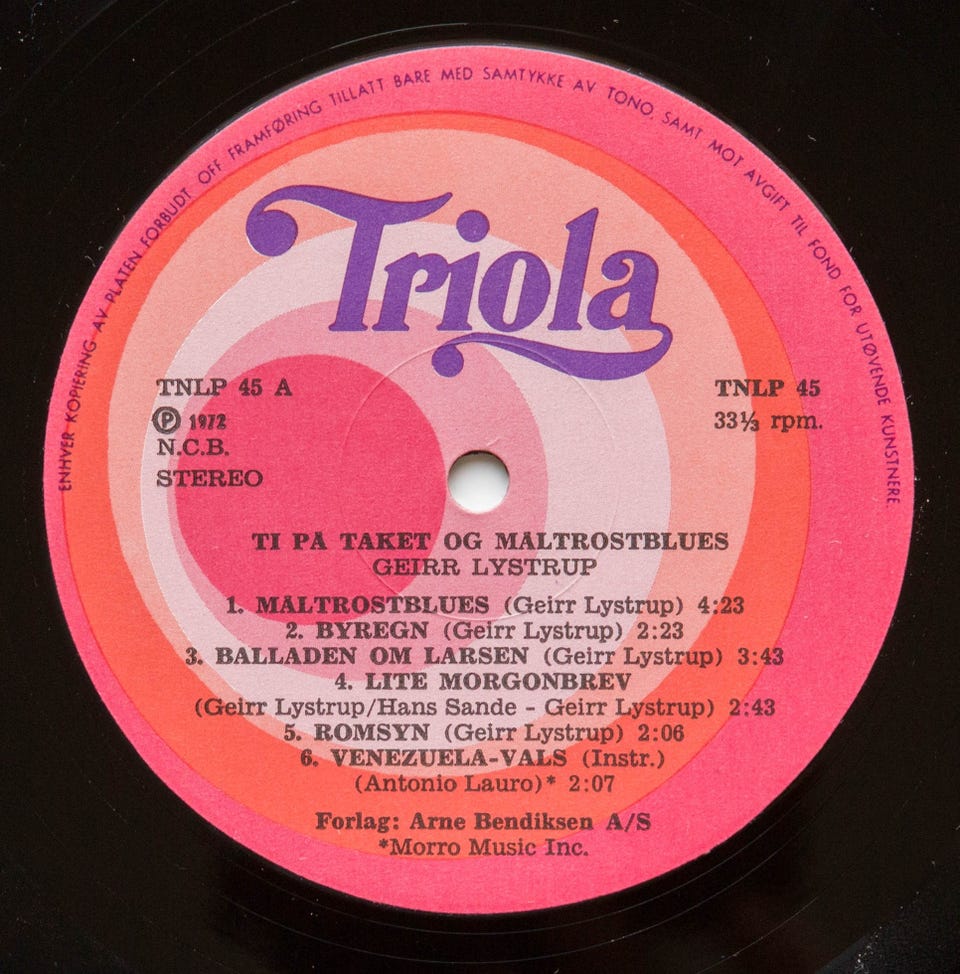 ENHVER KOPIERING AV PLATEN FORBUDT OFF FRAMFØRING TILLATT BARE MED SAMTYKKE AV TONO, SAMT MOT AVGIFT TIL FOND FOR UTØVENDE KUNSTNERE.
Triola
TNLP 45 A
Ⓟ 1972
N.C.B.
STEREO
TNLP 45
33⅓ rpm.
TI PÅ TAKET OG MÅLTROSTBLUES
GEIRR LYSTRUP
1. MÅLTROSTBLUES (Geirr Lystrup) 4:23
2. BYREGN (Geirr Lystrup) 2:23
3. BALLADEN OM LARSEN (Geirr Lystrup) 3:43
4. LITE MORGONBREV
(Geirr Lystrup/Hans Sande - Geirr Lystrup) 2:43
5. ROMSYN (Geirr Lystrup) 2:06
6. VENEZUELA-VALS (Instr.)
(Antonio Lauro)* 2:07
Forlag: Arne Bendiksen A/S
*Morro Music Inc.